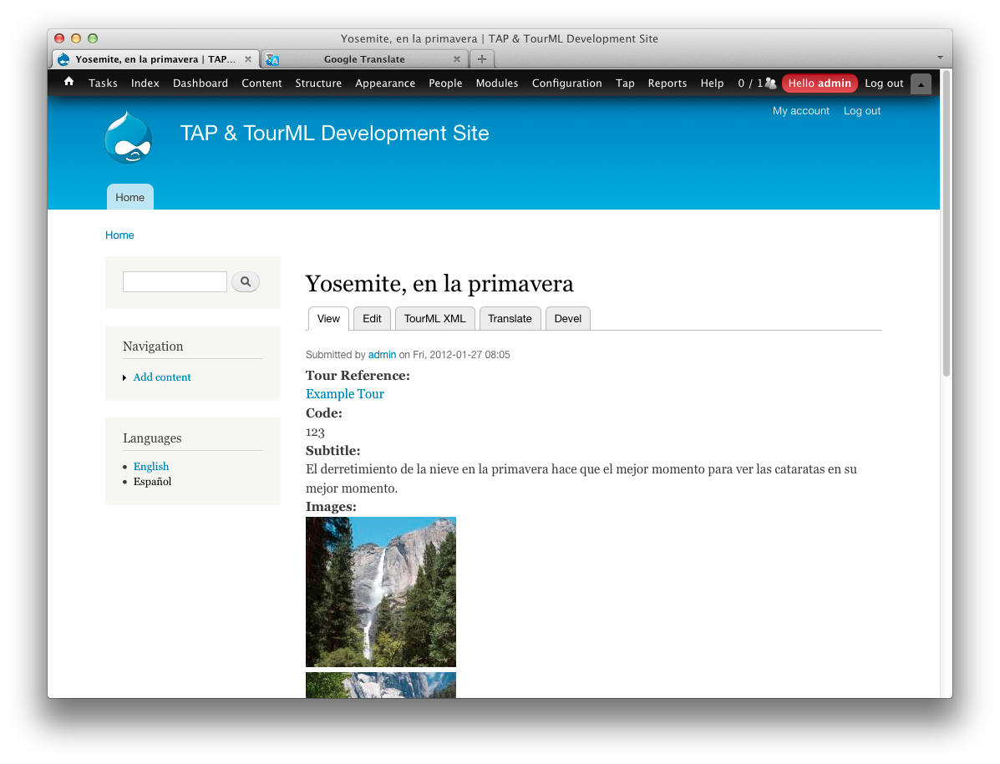 Yosemite, en la primavera | TAP & TourML Development Site
Yosemite, en la primavera | TAP...
Google Translate
Tasks Index Dashboard Content Structure Appearance People Modules Configuration Tap Reports Help 0 / 1 Hello admin Log out
My account Log out
TAP & TourML Development Site
Home
Home
Navigation
Add content
Languages
English
Español
Yosemite, en la primavera
View Edit TourML XML Translate Devel
Submitted by admin on Fri, 2012-01-27 08:05
Tour Reference:
Example Tour
Code:
123
Subtitle:
El derretimiento de la nieve en la primavera hace que el mejor momento para ver las cataratas en su
mejor momento.
Images: